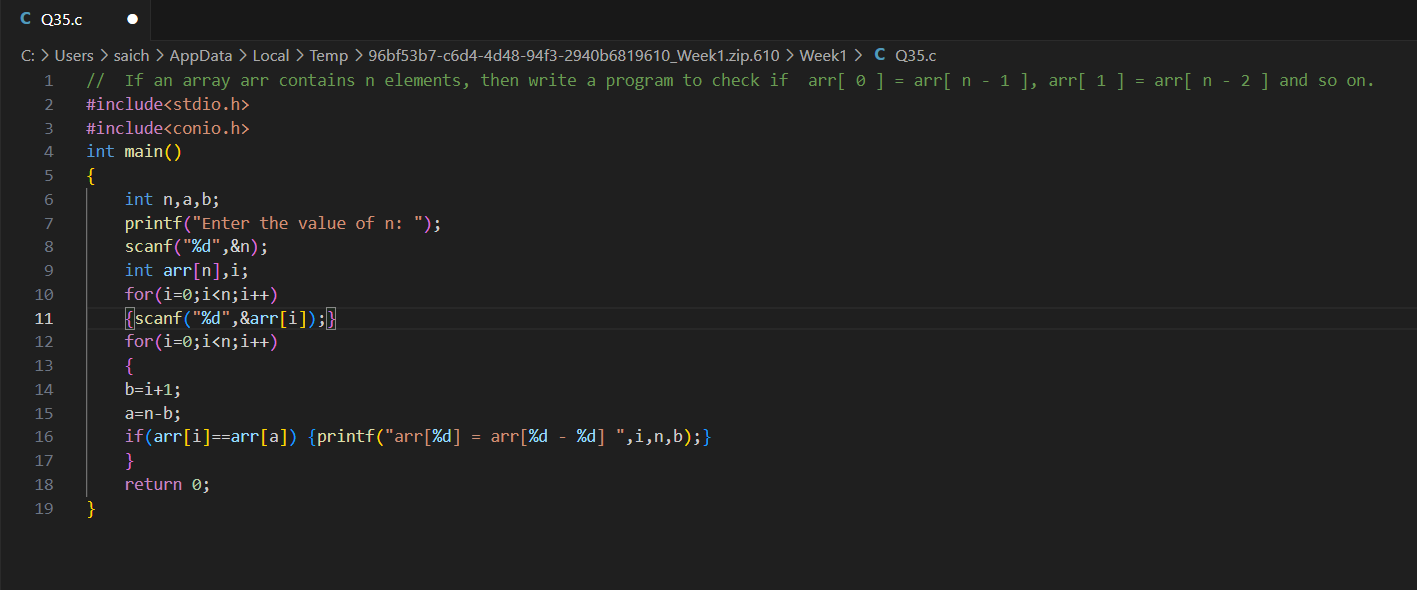 C Q35.c ●
C: > Users > saich > AppData > Local > Temp > 96bf53b7-c6d4-4d48-94f3-2940b6819610_Week1.zip.610 > Week1 > C Q35.c
1 //  If an array arr contains n elements, then write a program to check if  arr[ 0 ] = arr[ n - 1 ], arr[ 1 ] = arr[ n - 2 ] and so on.
2 #include<stdio.h>
3 #include<conio.h>
4 int main()
5 {
6     int n,a,b;
7     printf("Enter the value of n: ");
8     scanf("%d",&n);
9     int arr[n],i;
10     for(i=0;i<n;i++)
11     {scanf("%d",&arr[i]);}
12     for(i=0;i<n;i++)
13     {
14     b=i+1;
15     a=n-b;
16     if(arr[i]==arr[a]) {printf("arr[%d] = arr[%d - %d] ",i,n,b);}
17     }
18     return 0;
19 }